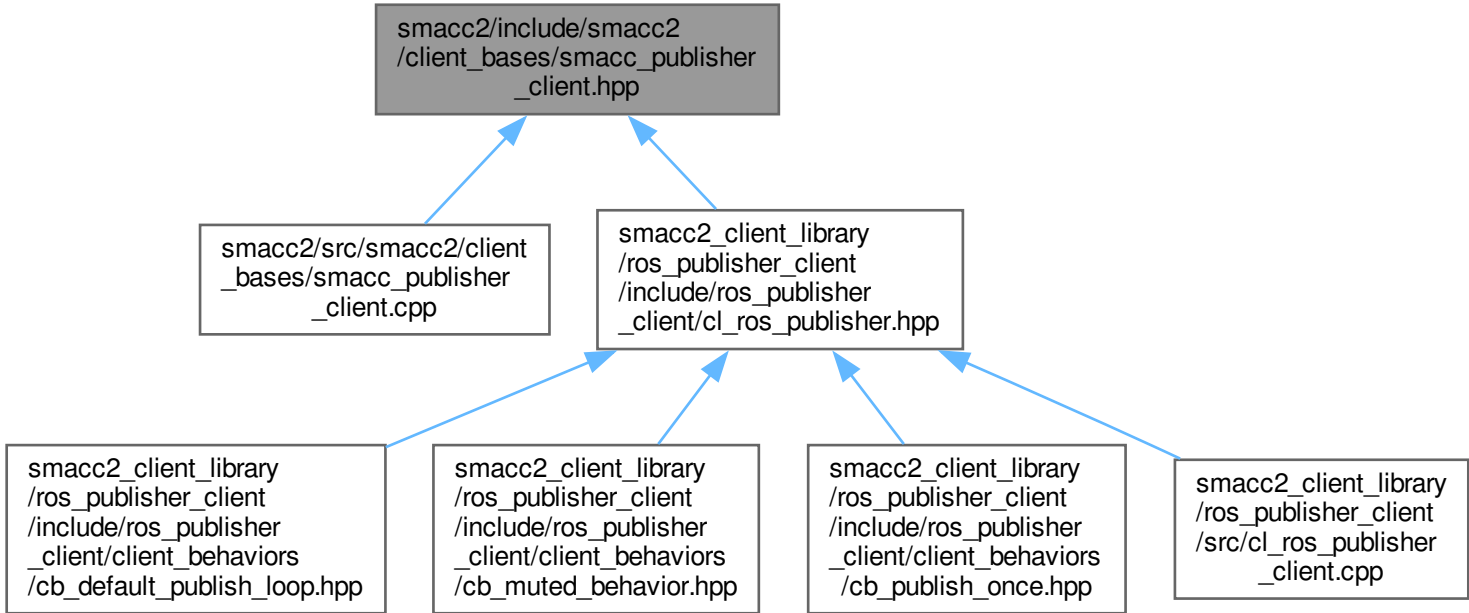 smacc2/include/smacc2
/client_bases/smacc_publisher
_client.hpp
smacc2/src/smacc2/client
_bases/smacc_publisher
_client.cpp
smacc2_client_library
/ros_publisher_client
/include/ros_publisher
_client/cl_ros_publisher.hpp
smacc2_client_library
/ros_publisher_client
/include/ros_publisher
_client/client_behaviors
/cb_default_publish_loop.hpp
smacc2_client_library
/ros_publisher_client
/include/ros_publisher
_client/client_behaviors
/cb_muted_behavior.hpp
smacc2_client_library
/ros_publisher_client
/include/ros_publisher
_client/client_behaviors
/cb_publish_once.hpp
smacc2_client_library
/ros_publisher_client
/src/cl_ros_publisher
_client.cpp